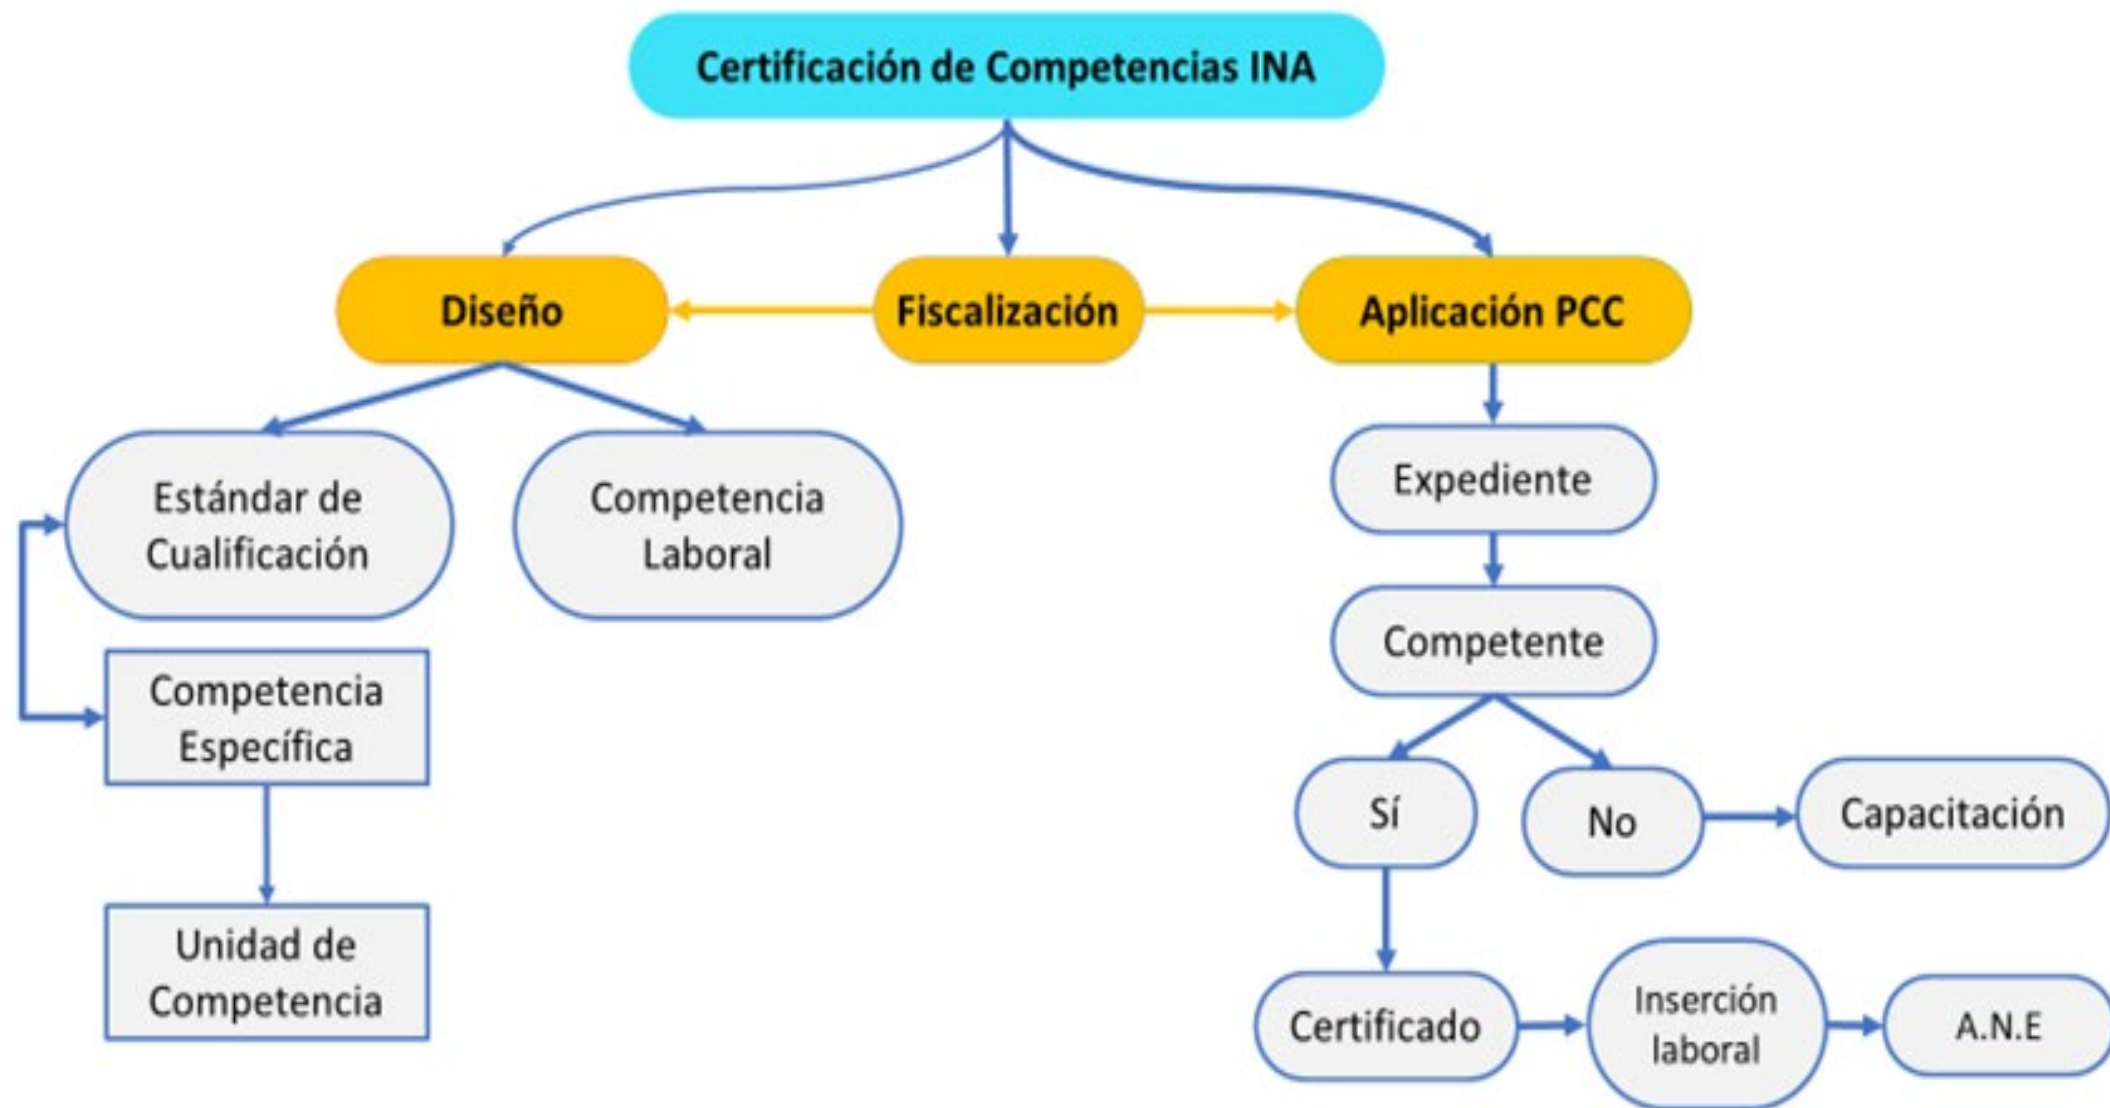 Certificación de Competencias INA
Diseño
Fiscalización
Aplicación PCC
Estándar de
Cualificación
Competencia
Laboral
Competencia
Específica
Unidad de
Competencia
Expediente
Competente
Sí
No
Capacitación
Certificado
Inserción
laboral
A.N.E